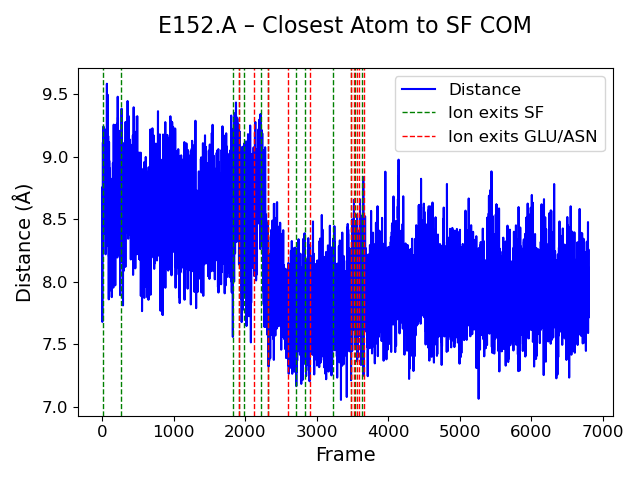 E152.A – Closest Atom to SF COM
Distance
Ion exits SF
Ion exits GLU/ASN
Distance (Å)
9.5
9.0
8.5
8.0
7.5
7.0
0 1000 2000 3000 4000 5000 6000 7000
Frame